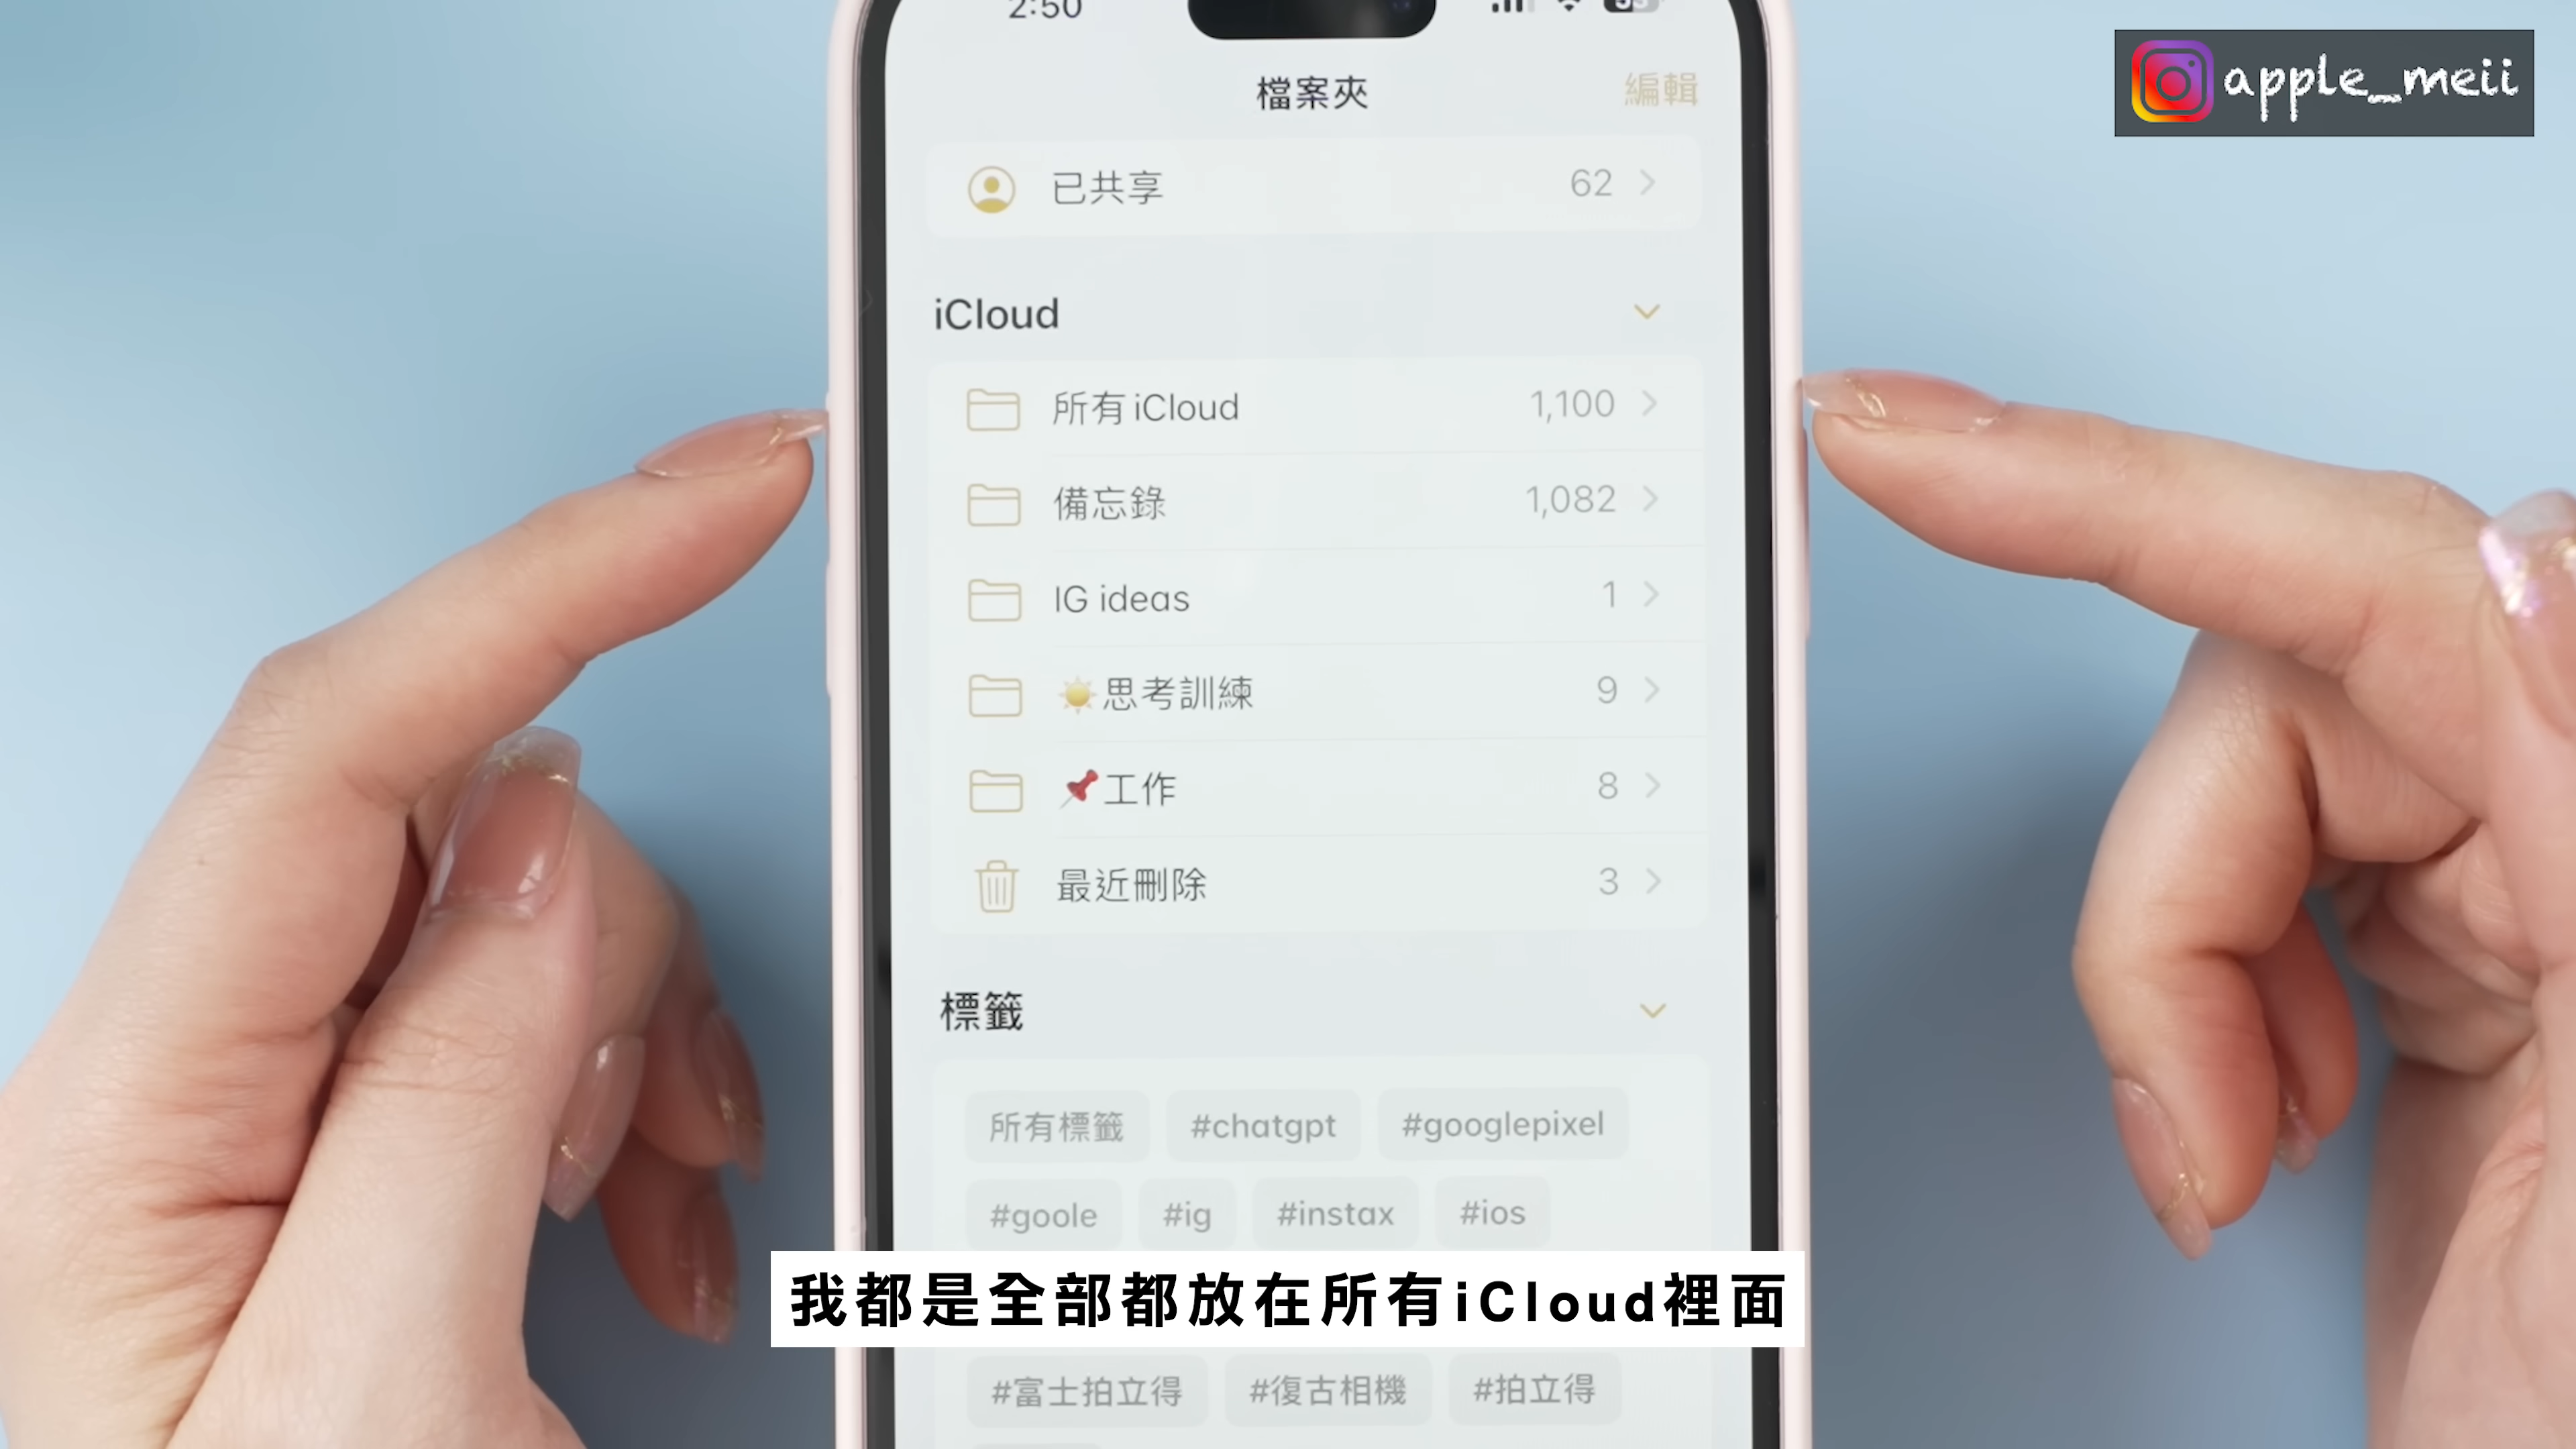 2:50
apple_meii
檔案夾
編輯
已共享
62
iCloud
所有 iCloud
1,100
備忘錄
1,082
IG ideas
1
☀️思考訓練
9
📌工作
8
最近刪除
3
標籤
所有標籤 #chatgpt #googlepixel
#goole #ig #instax #ios
我都是全部都放在所有iCloud裡面
#富士拍立得 #復古相機 #拍立得